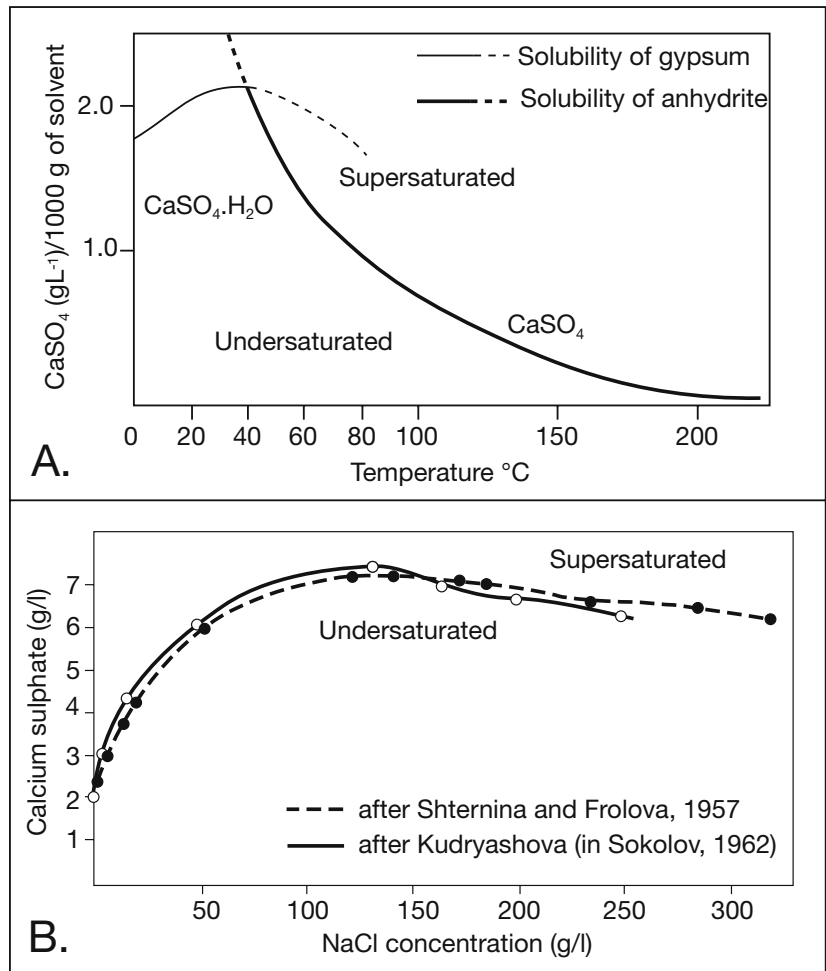 Solubility of gypsum
Solubility of anhydrite
CaSO₄ (gL⁻¹)/1000 g of solvent
2.0
1.0
Supersaturated
CaSO₄.H₂O
Undersaturated
CaSO₄
0 20 40 60 80 100 150 200
Temperature °C
A.
Calcium sulphate (g/l)
7
6
5
4
3
2
1
Supersaturated
Undersaturated
after Shternina and Frolova, 1957
after Kudryashova (in Sokolov, 1962)
50 100 150 200 250 300
NaCl concentration (g/l)
B.